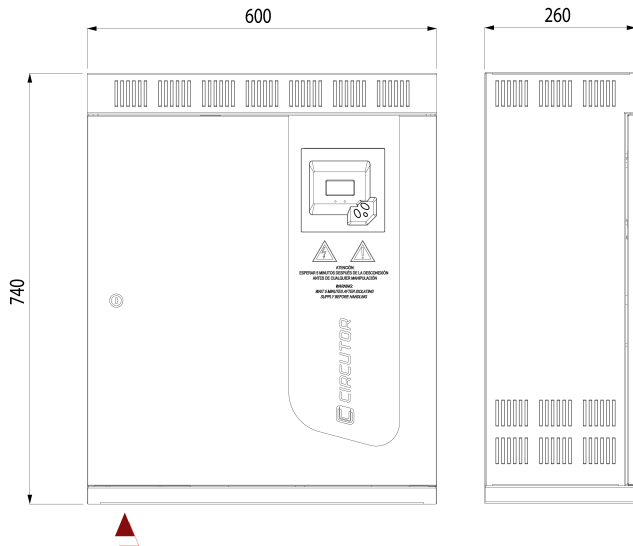 600
260
740
ATENCIÓN:
ESPERAR 5 MINUTOS DESPUÉS DE LA DESCONEXIÓN
ANTES DE CUALQUIER MANIPULACIÓN
WARNING:
WAIT 5 MINUTES AFTER ISOLATING
SUPPLY BEFORE HANDLING
CIRCUTOR